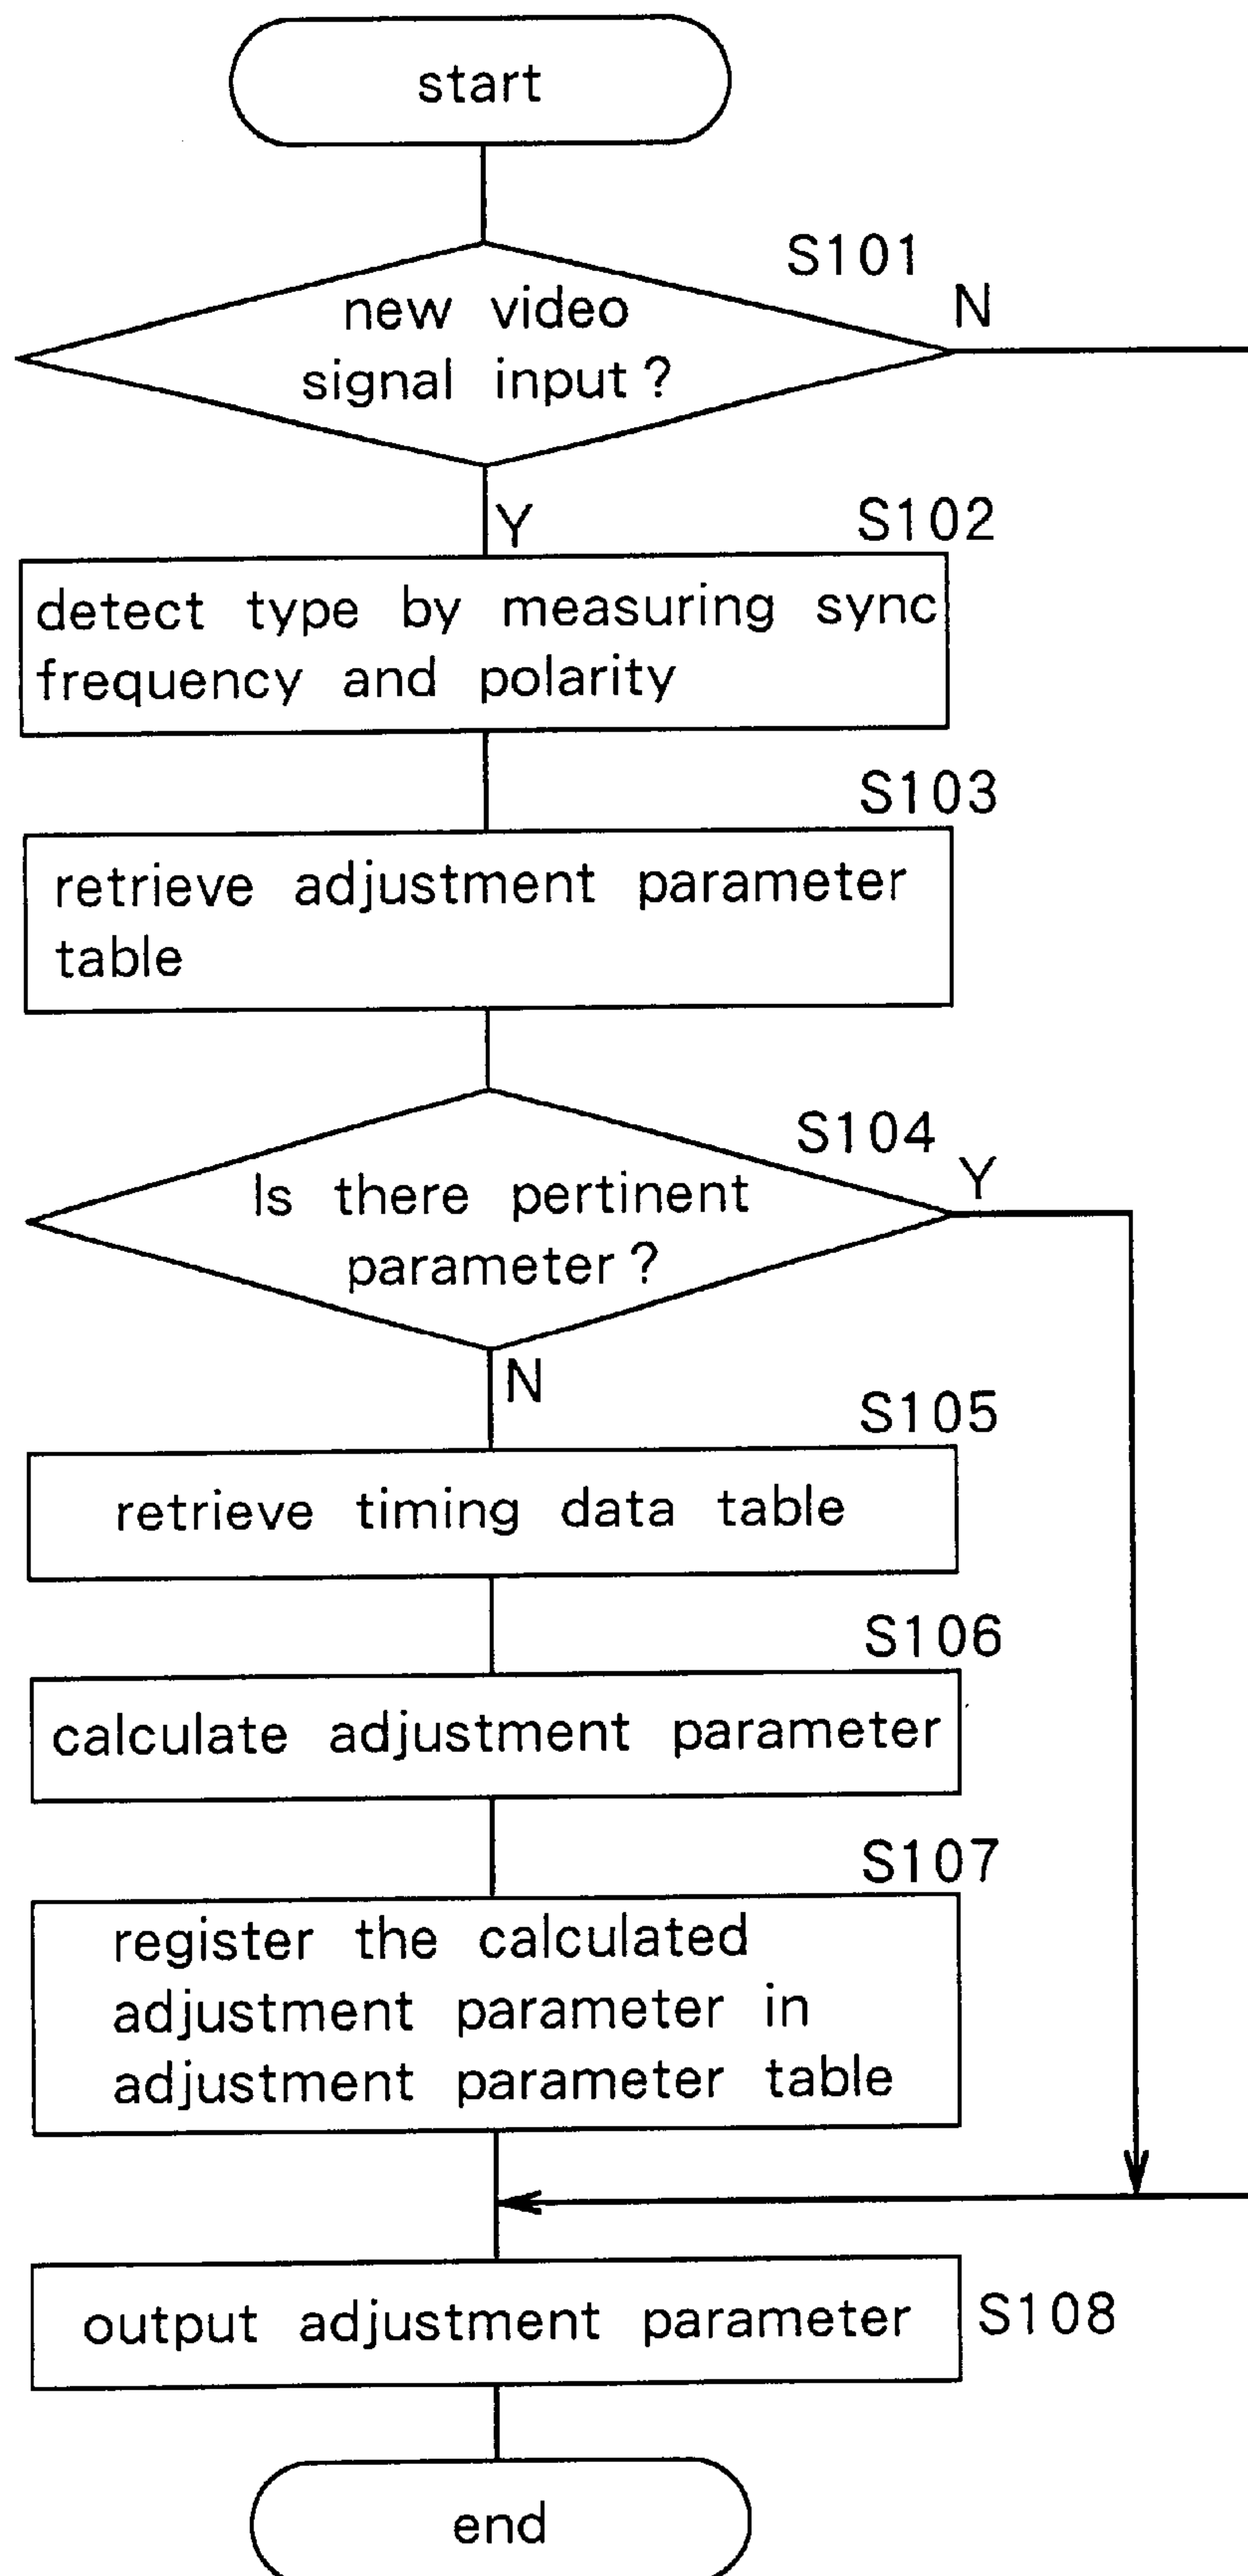 start
S101
N
new video
signal input?
Y
S102
detect type by measuring sync
frequency and polarity
S103
retrieve adjustment parameter
table
S104
Y
Is there pertinent
parameter?
N
S105
retrieve timing data table
S106
calculate adjustment parameter
S107
register the calculated
adjustment parameter in
adjustment parameter table
output adjustment parameter
S108
end